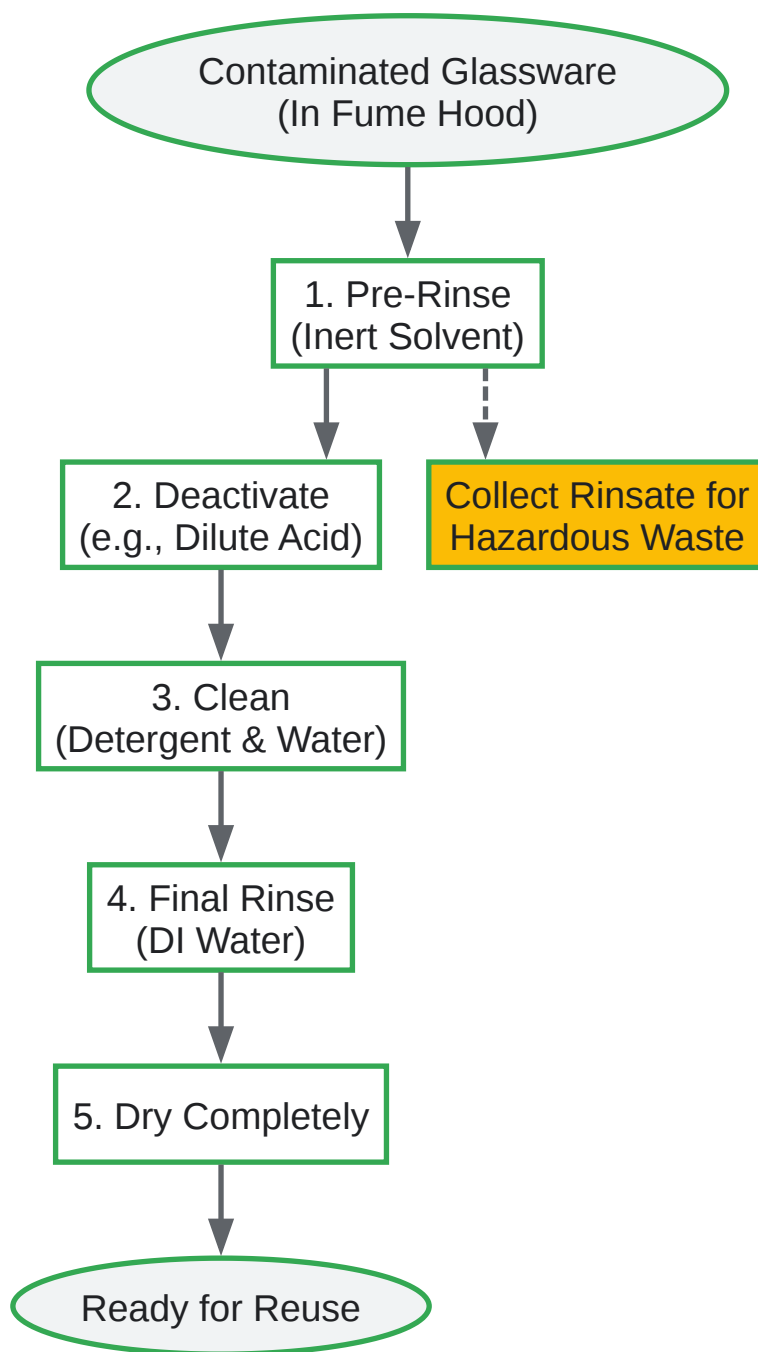 Contaminated Glassware
(In Fume Hood)
1. Pre-Rinse
(Inert Solvent)
2. Deactivate
(e.g., Dilute Acid)
Collect Rinsate for
Hazardous Waste
3. Clean
(Detergent & Water)
4. Final Rinse
(DI Water)
5. Dry Completely
Ready for Reuse